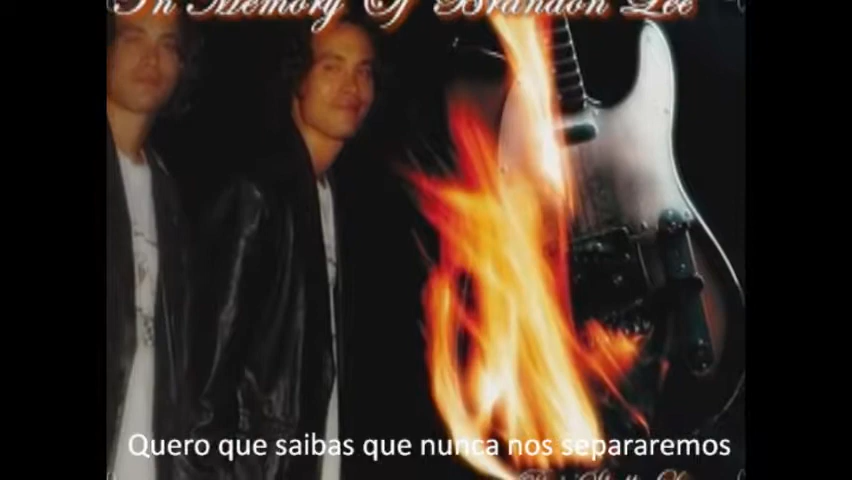 In Memory Of Brandon Lee
Quero que saibas que nunca nos separaremos